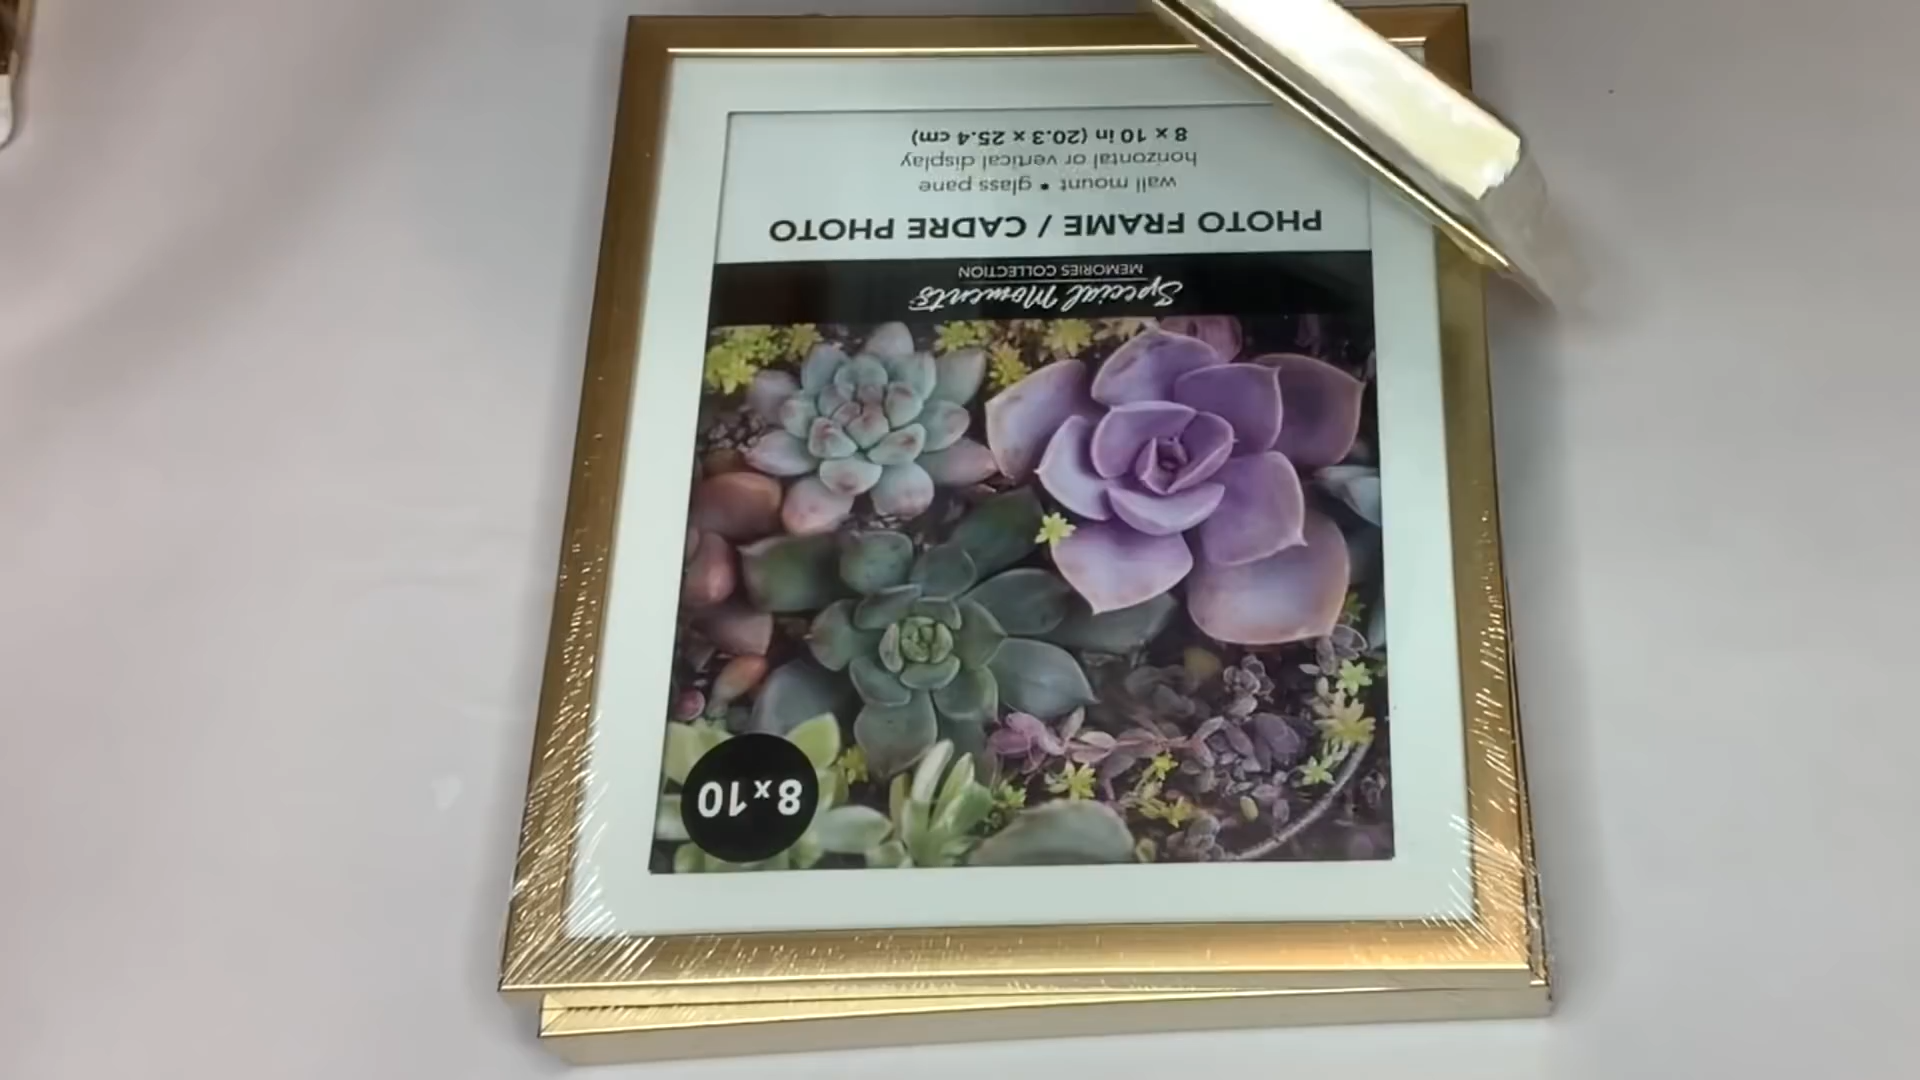 8x10
Special Moments
MEMORIES COLLECTION
PHOTO FRAME / CADRE PHOTO
wall mount • glass pane
horizontal or vertical display
8 x 10 in (20.3 x 25.4 cm)